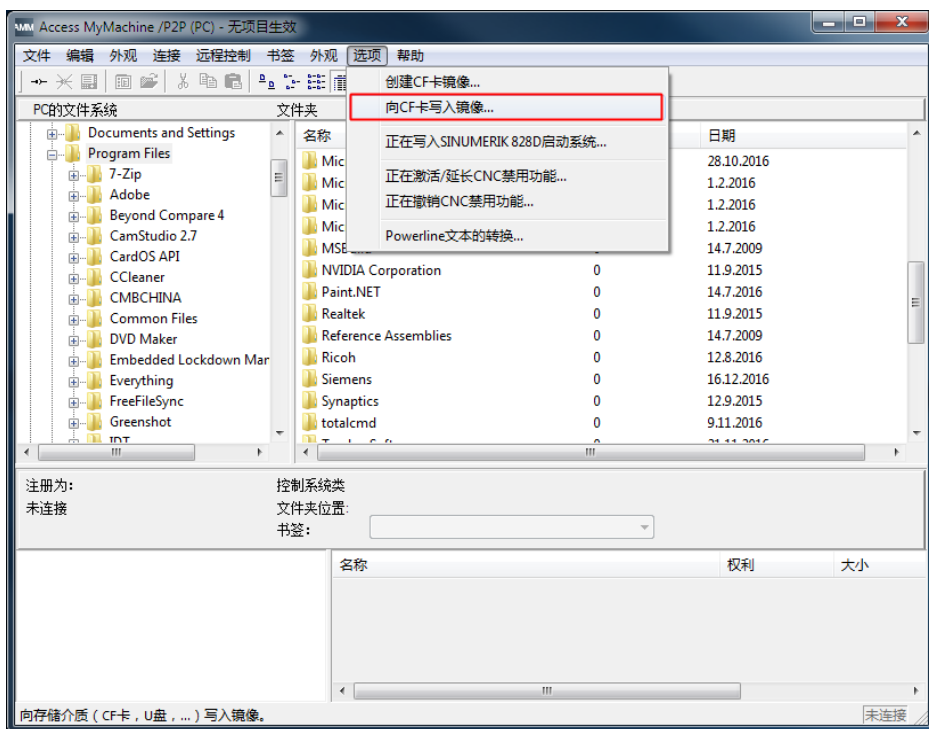 AMM Access MyMachine /P2P (PC) - 无项目生效
文件 编辑 外观 连接 远程控制 书签 外观 选项 帮助
创建CF卡镜像...
向CF卡写入镜像...
正在写入SINUMERIK 828D启动系统...
正在激活/延长CNC禁用功能...
正在撤销CNC禁用功能...
Powerline文本的转换...
PC的文件系统 文件夹
Documents and Settings
Program Files
7-Zip
Adobe
Beyond Compare 4
CamStudio 2.7
CardOS API
CCleaner
CMBCHINA
Common Files
DVD Maker
Embedded Lockdown Mar
Everything
FreeFileSync
Greenshot
IDT
名称 日期
Mic 28.10.2016
Mic 1.2.2016
Mic 1.2.2016
Mic 1.2.2016
14.7.2009
NVIDIA Corporation 0 11.9.2015
Paint.NET 0 14.7.2016
Realtek 0 11.9.2015
Reference Assemblies 0 14.7.2009
Ricoh 0 12.8.2016
Siemens 0 16.12.2016
Synaptics 0 12.9.2015
totalcmd 0 9.11.2016
注册为: 控制系统类
未连接 文件夹位置:
书签:
名称 权利 大小
向存储介质(CF卡,U盘,...)写入镜像。 未连接